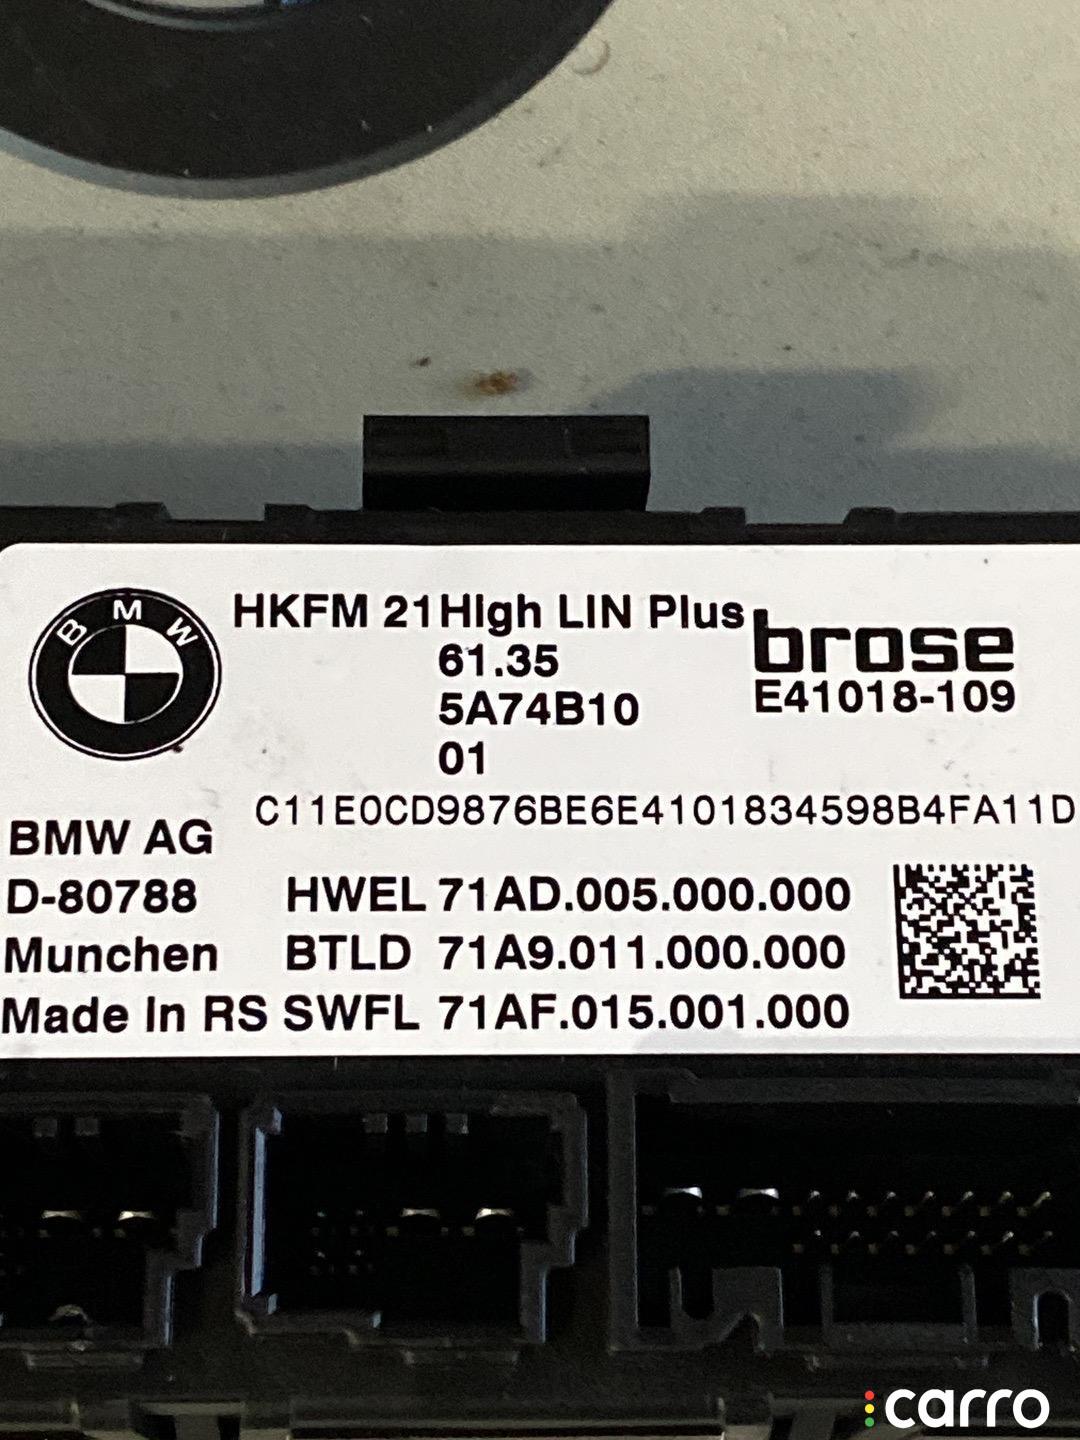 BMW
HKFM 21 High LIN Plus
61.35
5A74B10
01
brose
E41018-109
C11E0CD9876BE6E4101834598B4FA11D
BMW AG
D-80788
Munchen
Made In RS
HWEL 71AD.005.000.000
BTLD 71A9.011.000.000
SWFL 71AF.015.001.000
carro